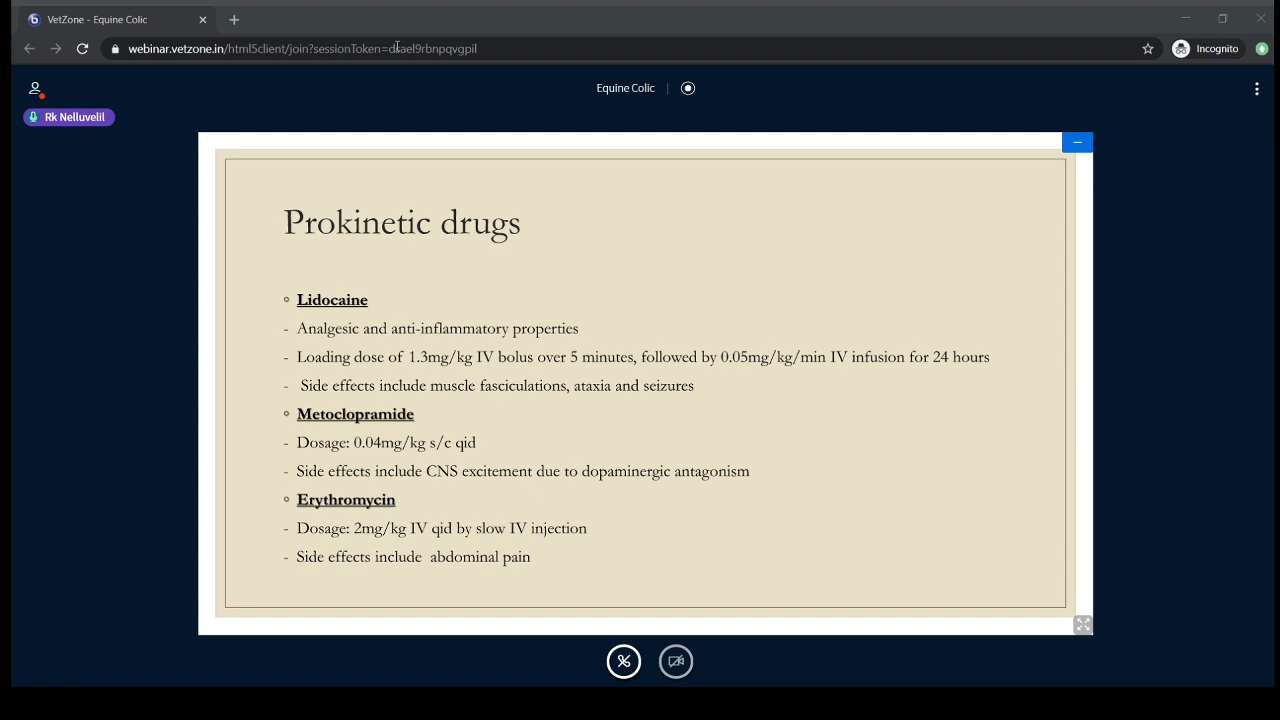 VetZone - Equine Colic
webinar.vetzone.in/html5client/join?sessionToken=
Incognito
Equine Colic
Rk Nelluvelil
Prokinetic drugs
Lidocaine
- Analgesic and anti-inflammatory properties
- Loading dose of 1.3mg/kg IV bolus over 5 minutes, followed by 0.05mg/kg/min IV infusion for 24 hours
- Side effects include muscle fasciculations, ataxia and seizures
Metoclopramide
- Dosage: 0.04mg/kg s/c qid
- Side effects include CNS excitement due to dopaminergic antagonism
Erythromycin
- Dosage: 2mg/kg IV qid by slow IV injection
- Side effects include abdominal pain